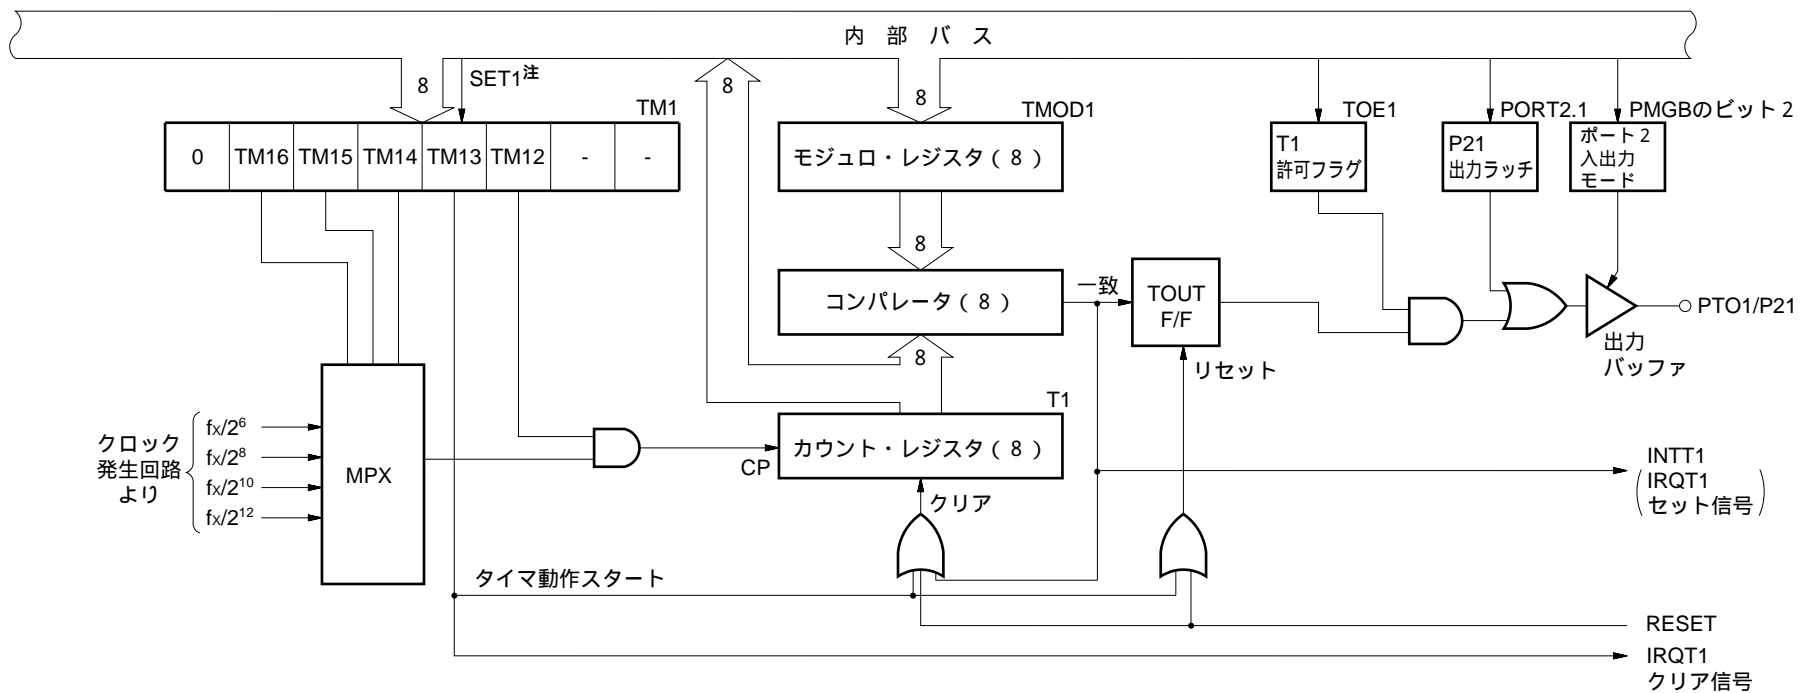 内 部 バ ス
8
SET1注
8
8
TM1
TMOD1
TOE1
PORT2.1
PMGBのビット2
0 TM16 TM15 TM14 TM13 TM12 - -
モジュロ・レジスタ(8)
T1
許可フラグ
P21
出力ラッチ
ポート2
入出力
モード
8
コンパレータ(8)
一致
TOUT
F/F
PTO1/P21
出力
バッファ
8
リセット
T1
カウント・レジスタ(8)
CP
クリア
クロック
発生回路
より
fX/2⁶
fX/2⁸
fX/2¹⁰
fX/2¹²
MPX
INTT1
(IRQT1
セット信号)
タイマ動作スタート
RESET
IRQT1
クリア信号